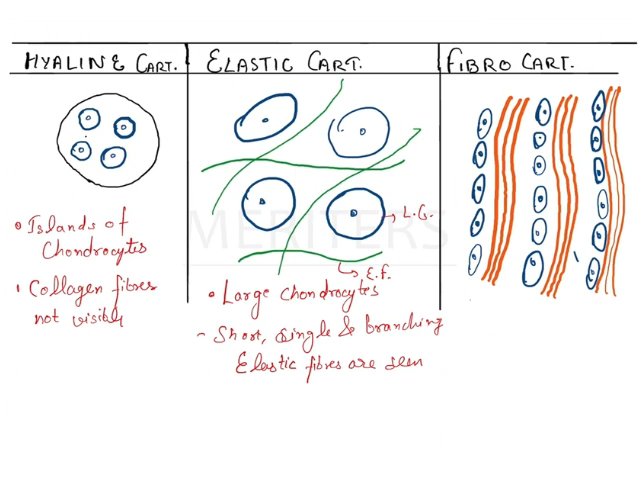 HYALINE CART.
ELASTIC CART.
FIBRO CART.
• Islands of
Chondrocytes
• Collagen fibres
not visible
L.C.
E.f.
• Large chondrocytes
- Short, single & branching
Elastic fibres are seen
MERITERS